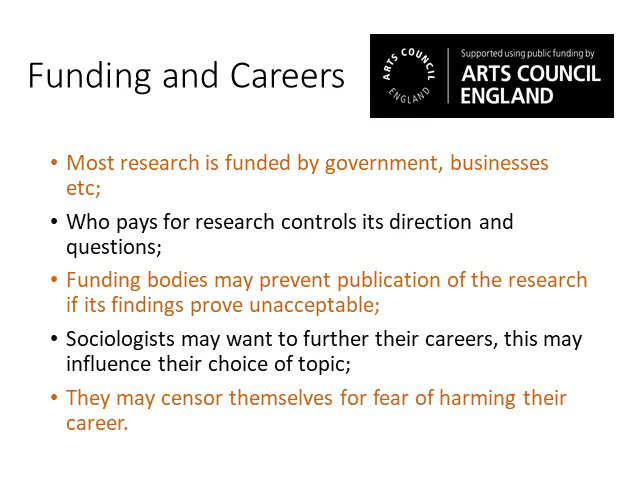 Funding and Careers
ARTS COUNCIL
ENGLAND
Supported using public funding by
ARTS COUNCIL
ENGLAND
• Most research is funded by government, businesses
etc;
• Who pays for research controls its direction and
questions;
• Funding bodies may prevent publication of the research
if its findings prove unacceptable;
• Sociologists may want to further their careers, this may
influence their choice of topic;
• They may censor themselves for fear of harming their
career.